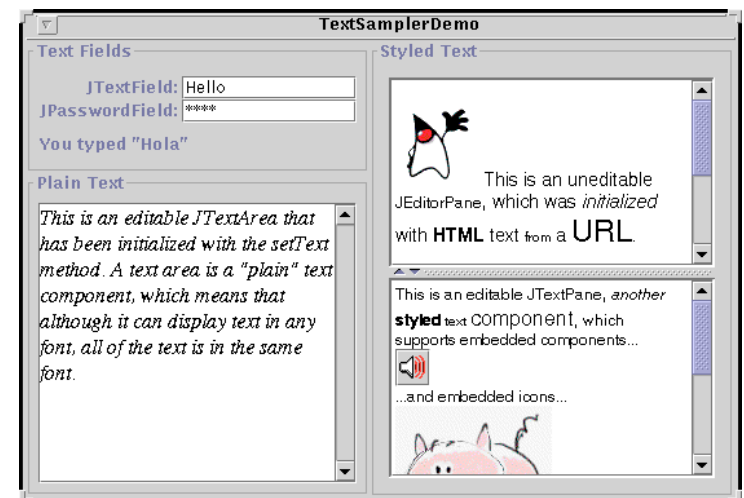 TextSamplerDemo
Text Fields
JTextField: Hello
JPasswordField: ****
You typed "Hola"
Plain Text
This is an editable JTextArea that
has been initialized with the setText
method. A text area is a "plain" text
component, which means that
although it can display text in any
font, all of the text is in the same
font.
Styled Text
This is an uneditable
JEditorPane, which was initialized
with HTML text from a URL.
This is an editable JTextPane, another
styled text component, which
supports embedded components...
...and embedded icons...